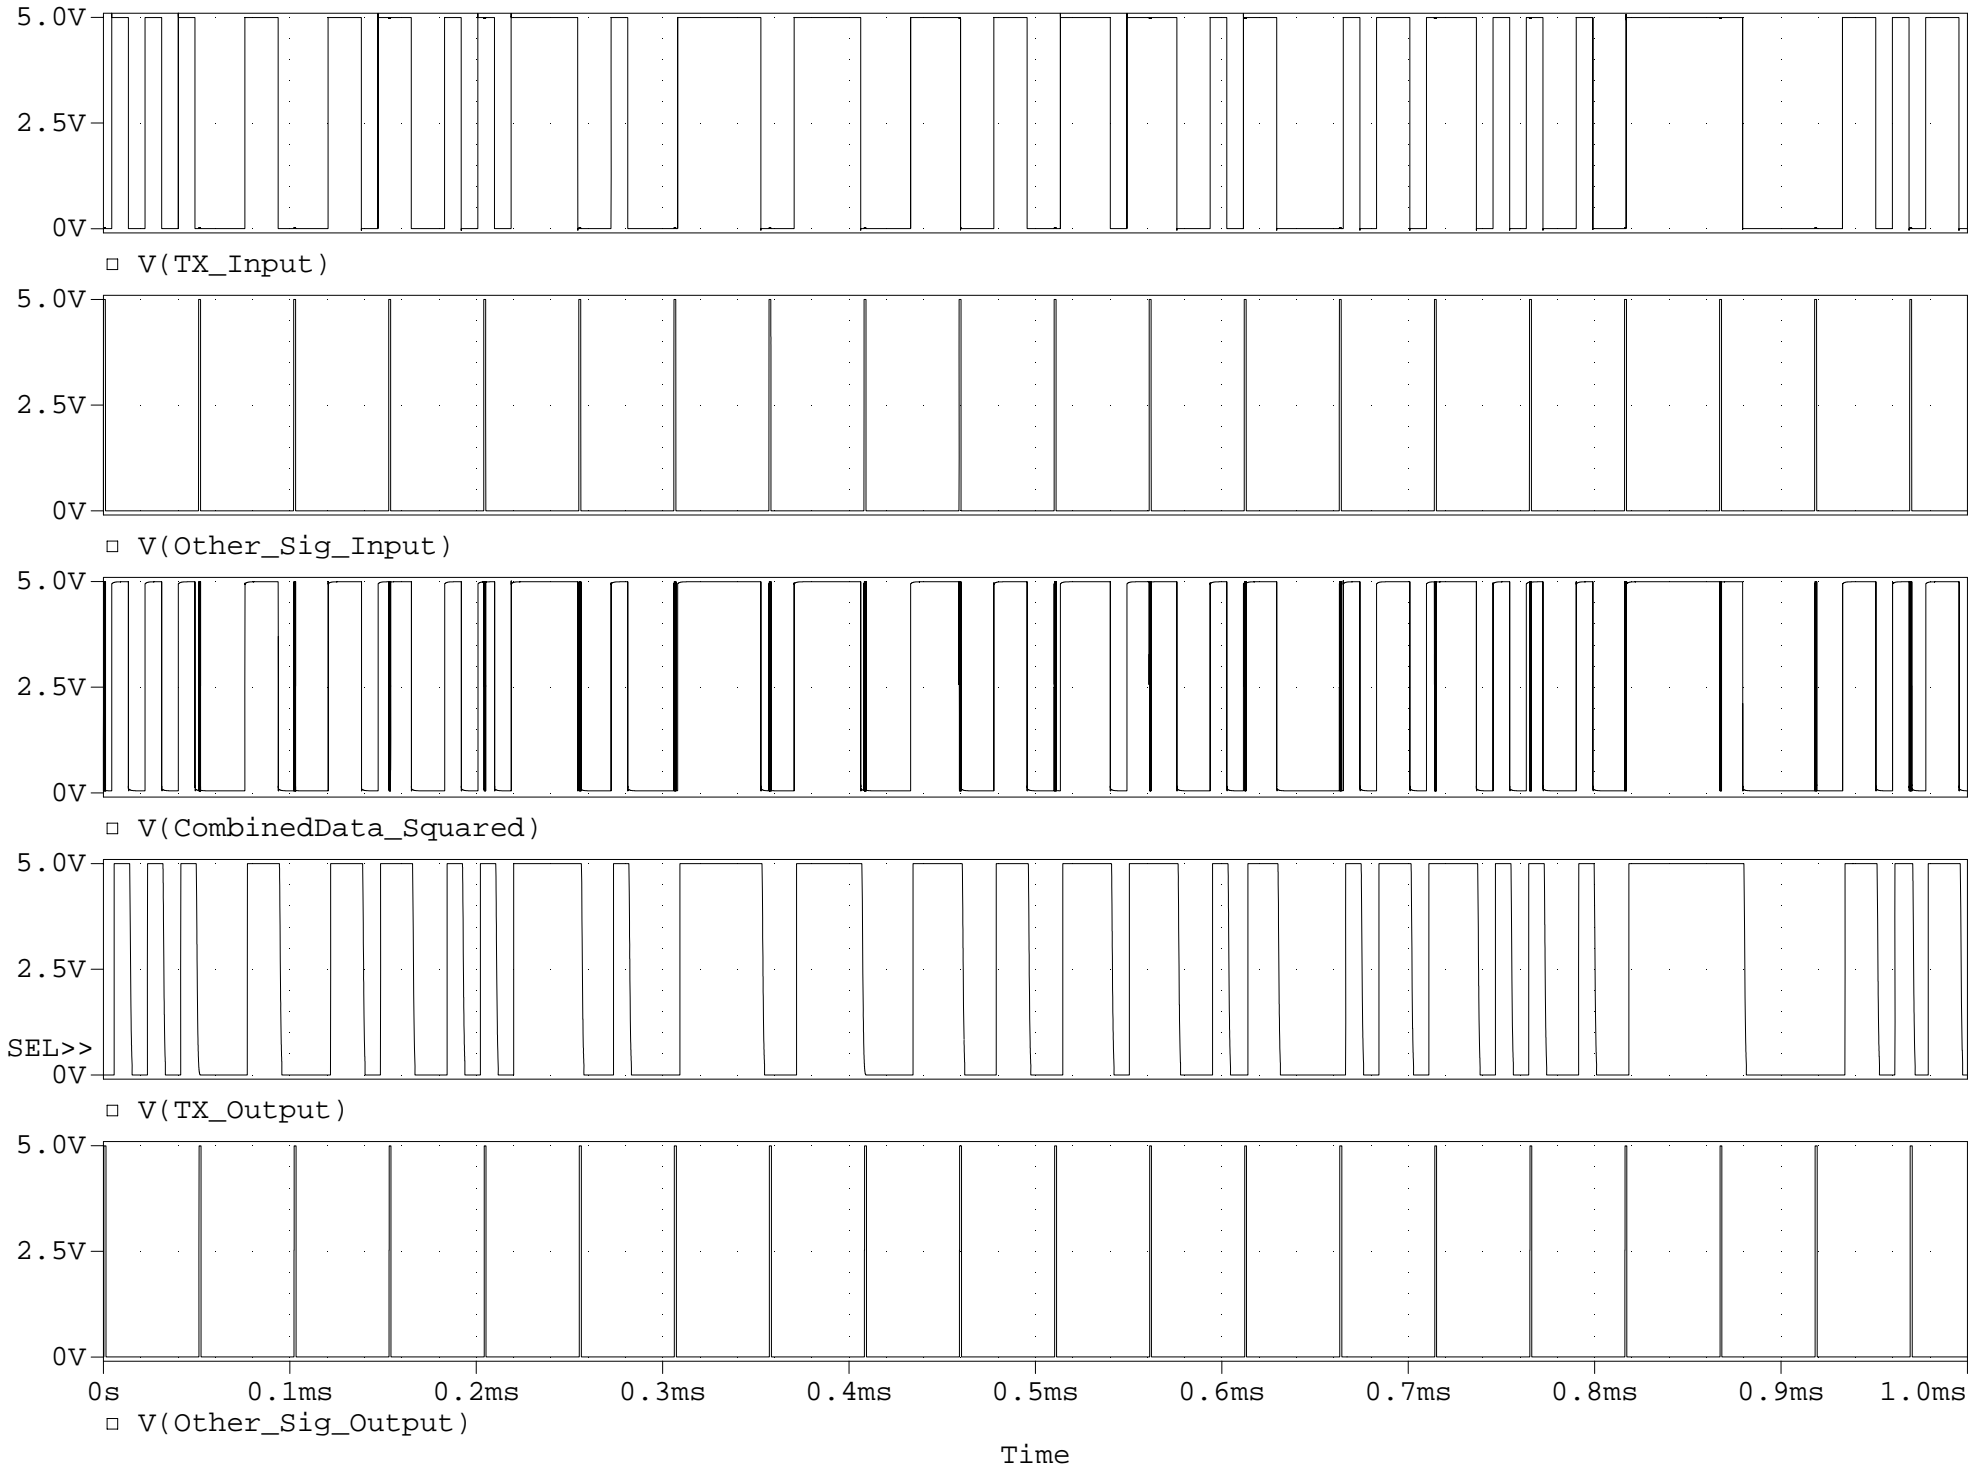 5.0V
2.5V
0V
□ V(TX_Input)
5.0V
2.5V
0V
□ V(Other_Sig_Input)
5.0V
2.5V
0V
□ V(CombinedData_Squared)
5.0V
2.5V
SEL>>
0V
□ V(TX_Output)
5.0V
2.5V
0V
0s 0.1ms 0.2ms 0.3ms 0.4ms 0.5ms 0.6ms 0.7ms 0.8ms 0.9ms 1.0ms
□ V(Other_Sig_Output)
Time